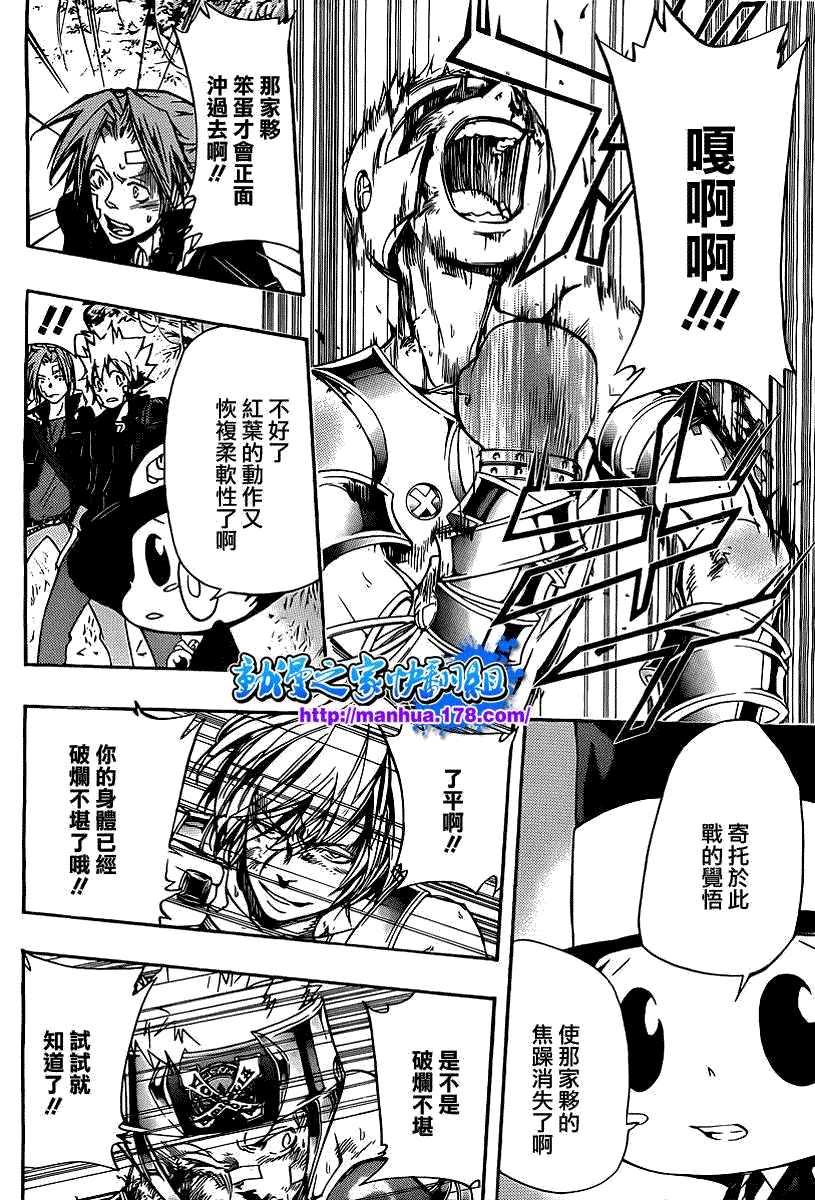 嘎啊啊!!!
那家夥
笨蛋才會正面
沖過去啊!!
!!
不好了
紅葉的動作又
恢複柔軟性了啊
動漫之家快翻組
http://manhua.178.com/
寄托於此
戰的覺悟
使那家夥的
焦躁消失了啊
了平啊!!
你的身體已經
破爛不堪了哦!!
是不是
破爛不堪
試試就
知道了!!